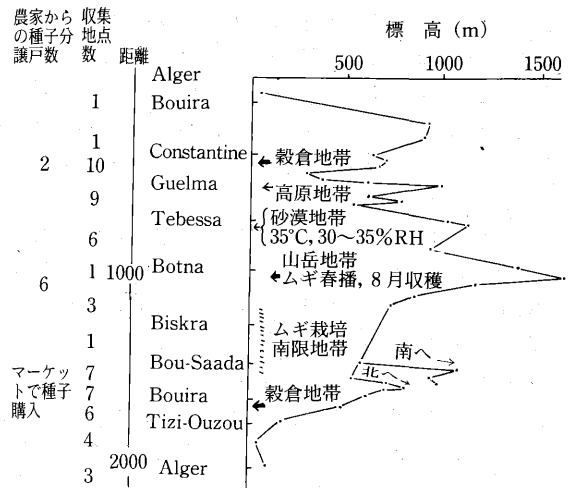 農家から 収集
の種子分 地点
譲戸数 数 距離
標 高（m）
500 1000 1500
Alger
1 Bouira
1
Constantine
2 10 穀倉地帯
Guelma
高原地帯
9
Tebessa
砂漠地帯
6 35℃, 30～35%RH
山岳地帯
1 1000 Botna
ムギ春播, 8月収穫
6
3
Biskra ムギ栽培
1 南限地帯
南へ
Bou-Saada
マーケッ 7 北へ
トで種子 7 Bouira 穀倉地帯
購入 6
Tizi-Ouzou
4
2000
3 Alger